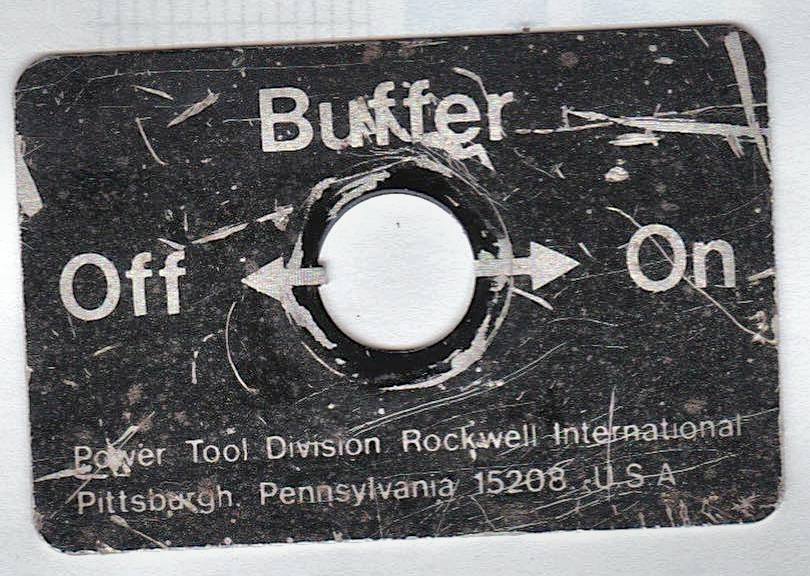 Buffer
Off On
Power Tool Division Rockwell International
Pittsburgh, Pennsylvania 15208 U S A